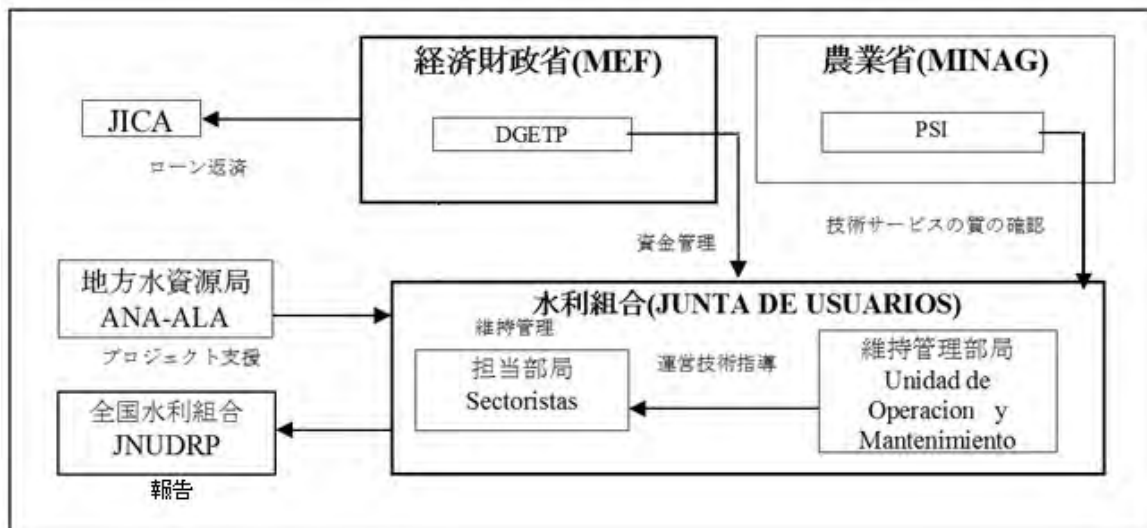 経済財政省(MEF)
DGETP
農業省(MINAG)
PSI
JICA
ローン返済
資金管理
技術サービスの質の確認
地方水資源局
ANA-ALA
プロジェクト支援
全国水利組合
JNUDRP
報告
水利組合(JUNTA DE USUARIOS)
維持管理
担当部局
Sectoristas
運営技術指導
維持管理部局
Unidad de
Operacion y
Mantenimiento